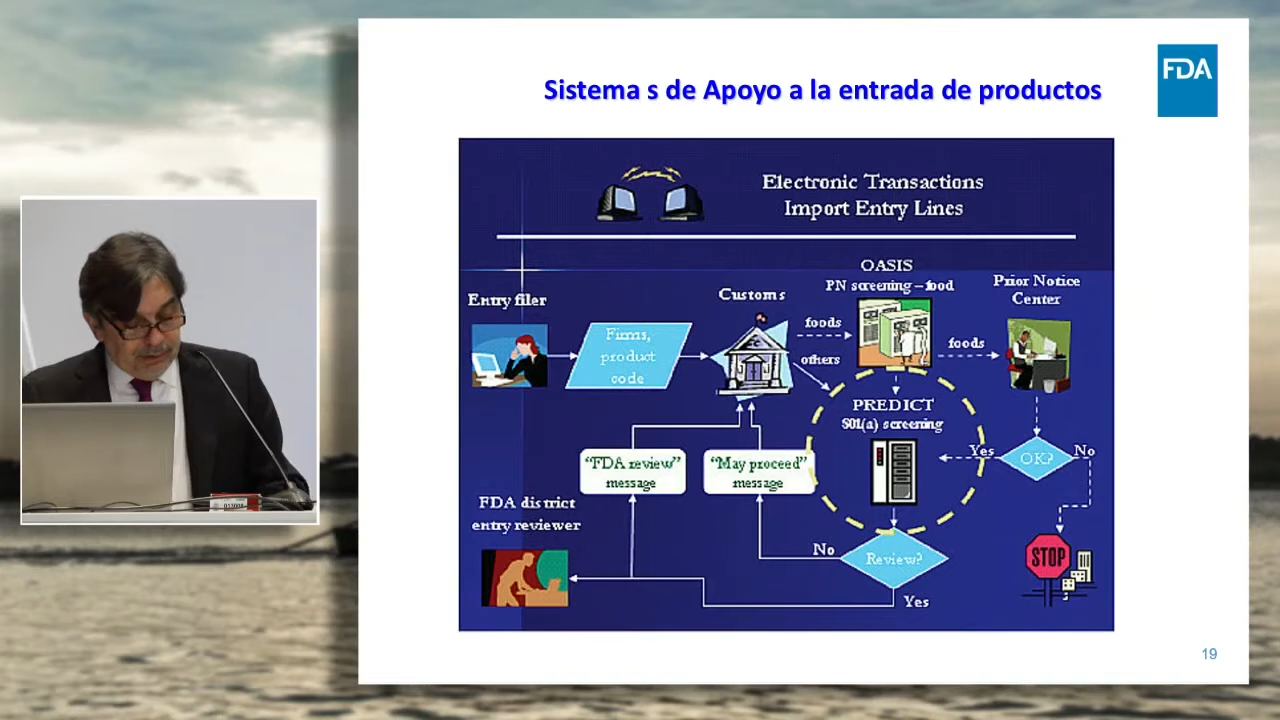 FDA
Sistema s de Apoyo a la entrada de productos
Electronic Transactions
Import Entry Lines
OASIS
PN screening – food
Prior Notice
Center
Entry filer
Customs
Firms,
product
code
foods
others
foods
PREDICT
801(a) screening
"FDA review"
message
"May proceed"
message
Yes
OK?
No
FDA district
entry reviewer
No
Review?
Yes
STOP
19